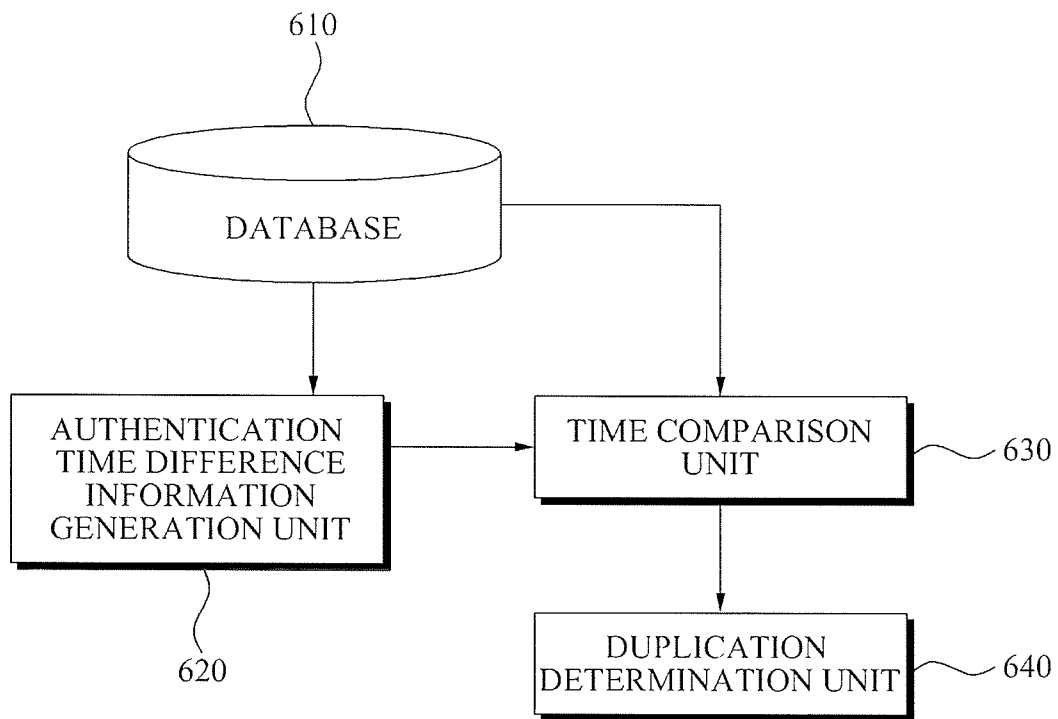 610
DATABASE
AUTHENTICATION
TIME DIFFERENCE
INFORMATION
GENERATION UNIT
620
TIME COMPARISON
UNIT
630
DUPLICATION
DETERMINATION UNIT
640